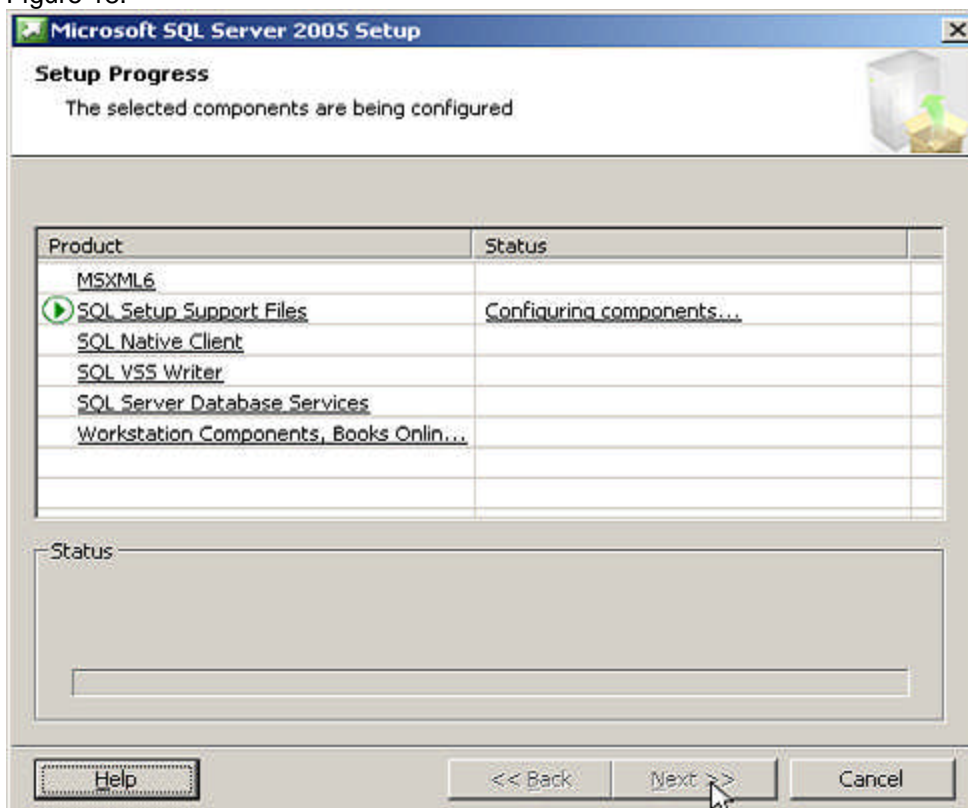 Microsoft SQL Server 2005 Setup
Setup Progress
The selected components are being configured
Product Status
MSXML6
SQL Setup Support Files Configuring components...
SQL Native Client
SQL VSS Writer
SQL Server Database Services
Workstation Components, Books Onlin...
Status
Help << Back Next >> Cancel